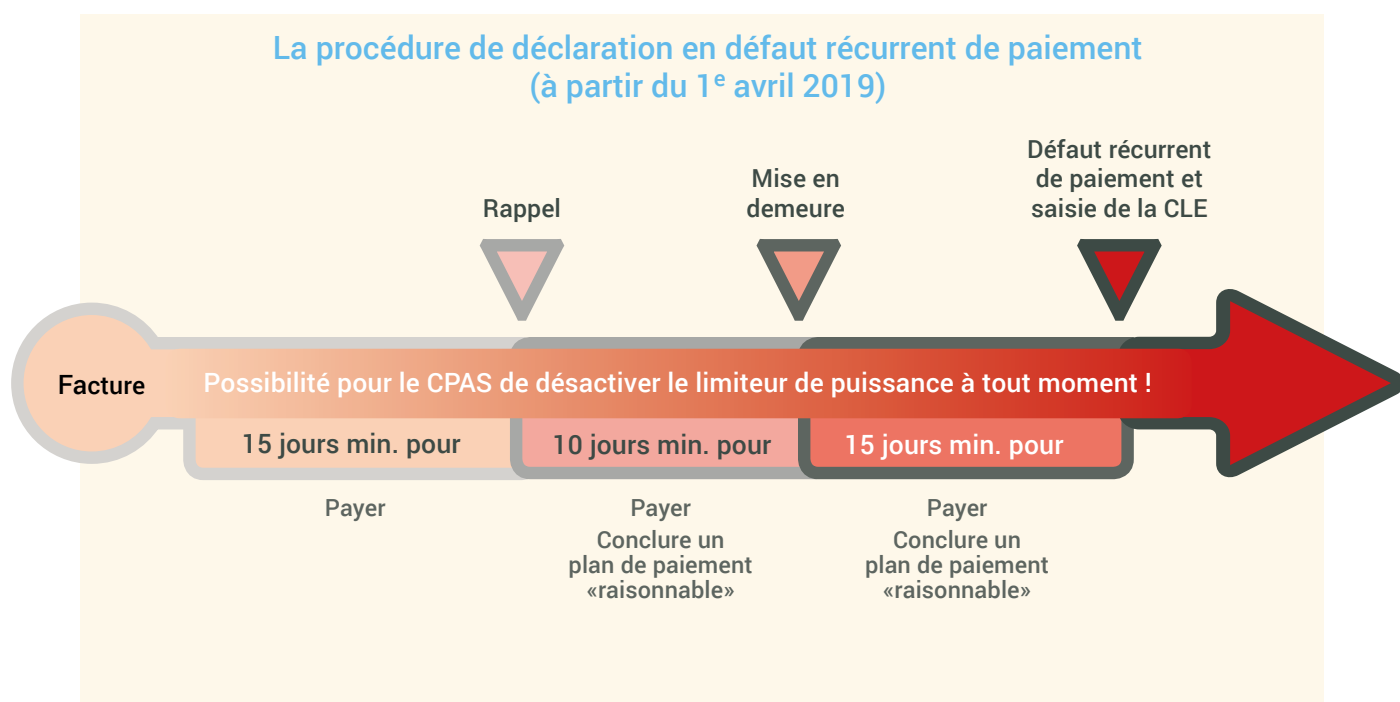 La procédure de déclaration en défaut récurrent de paiement
(à partir du 1e avril 2019)
Rappel
Mise en
demeure
Défaut récurrent
de paiement et
saisie de la CLE
Facture
Possibilité pour le CPAS de désactiver le limiteur de puissance à tout moment !
15 jours min. pour
10 jours min. pour
15 jours min. pour
Payer
Payer
Conclure un
plan de paiement
«raisonnable»
Payer
Conclure un
plan de paiement
«raisonnable»